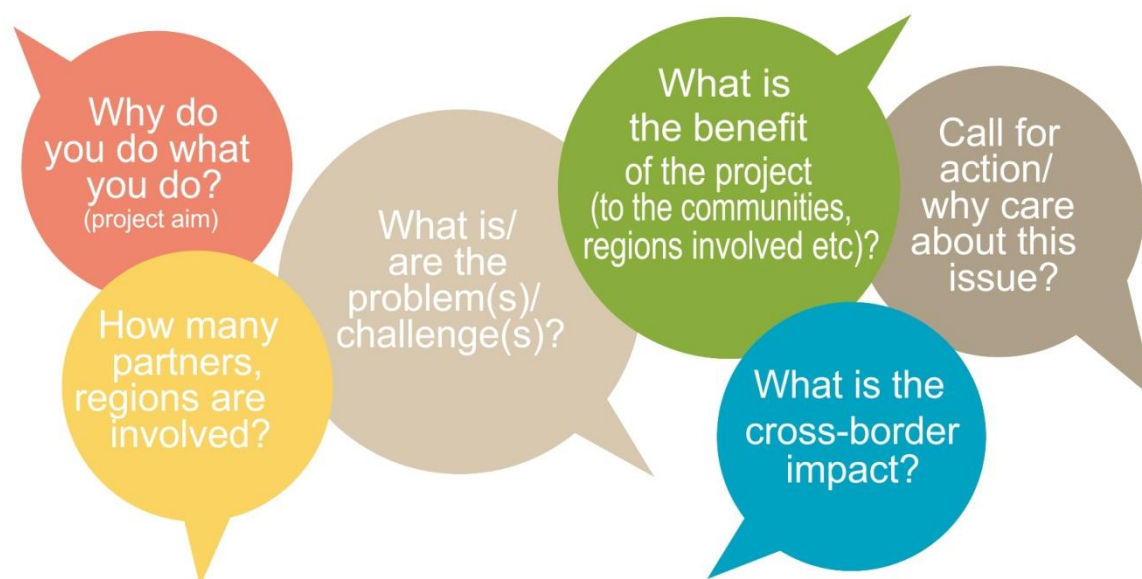 Why do
you do what
you do?
(project aim)
How many
partners,
regions are
involved?
What is/
are the
problem(s)/
challenge(s)?
What is
the benefit
of the project
(to the communities,
regions involved etc)?
What is the
cross-border
impact?
Call for
action/
why care
about this
issue?